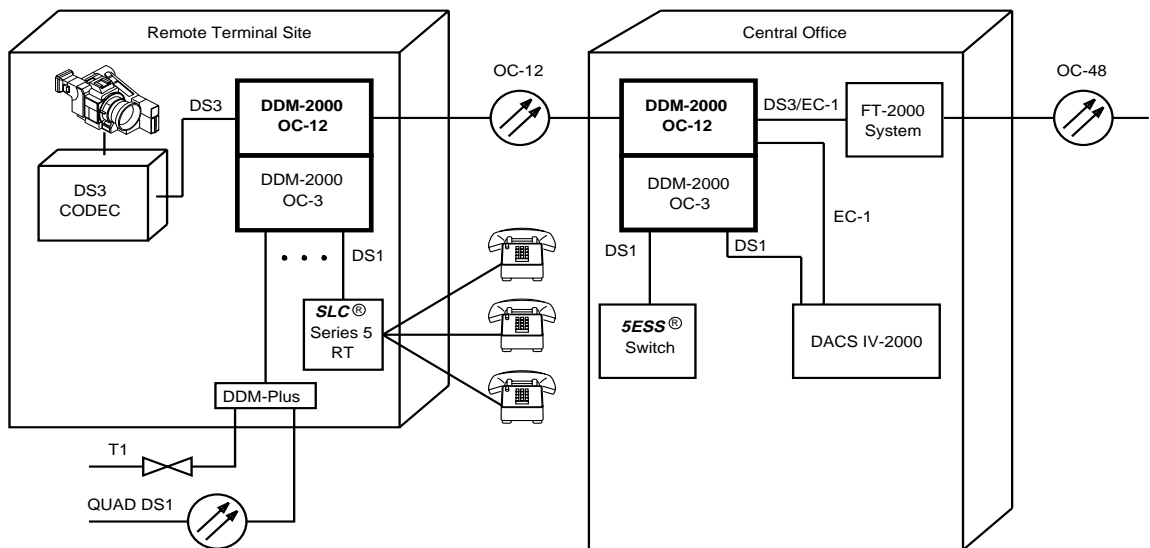 Remote Terminal Site
Central Office
OC-12
OC-48
DS3
DDM-2000
OC-12
DDM-2000
OC-12
DS3/EC-1
FT-2000
System
DS3
CODEC
DDM-2000
OC-3
DDM-2000
OC-3
EC-1
DS1
DS1
DS1
SLC®
Series 5
RT
5ESS®
Switch
DACS IV-2000
DDM-Plus
T1
QUAD DS1